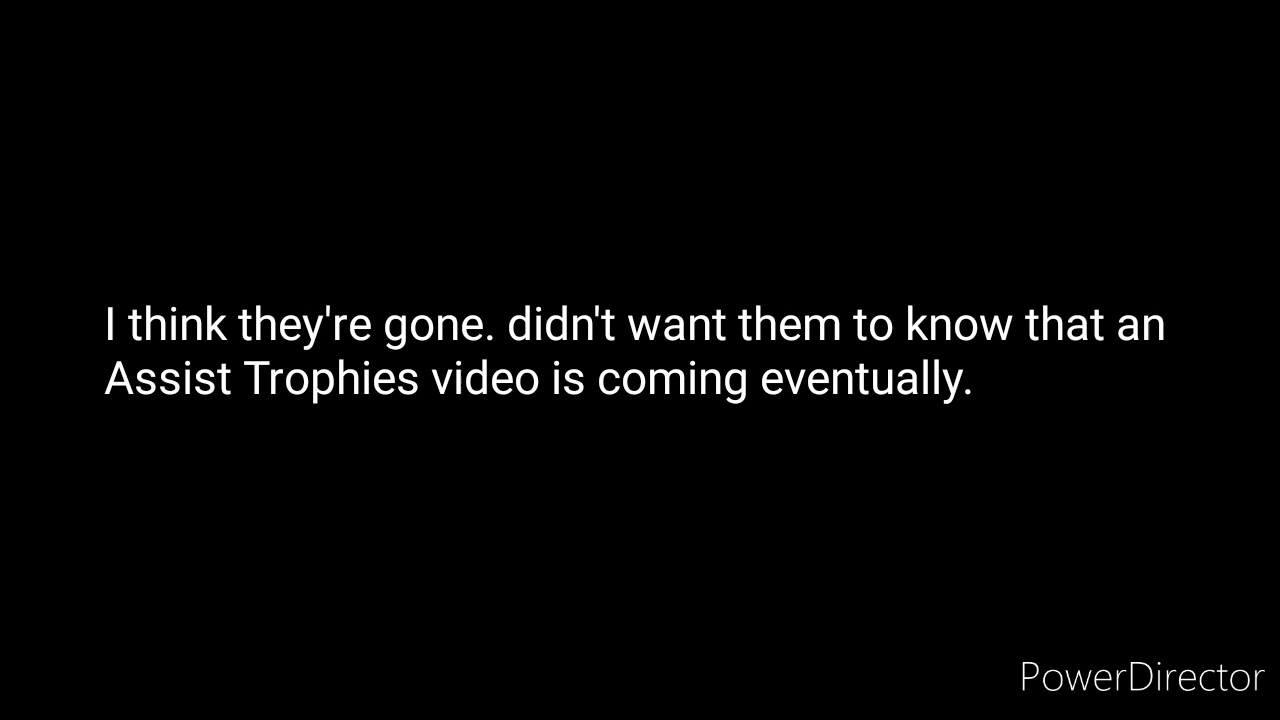 I think they're gone. didn't want them to know that an
Assist Trophies video is coming eventually.
PowerDirector